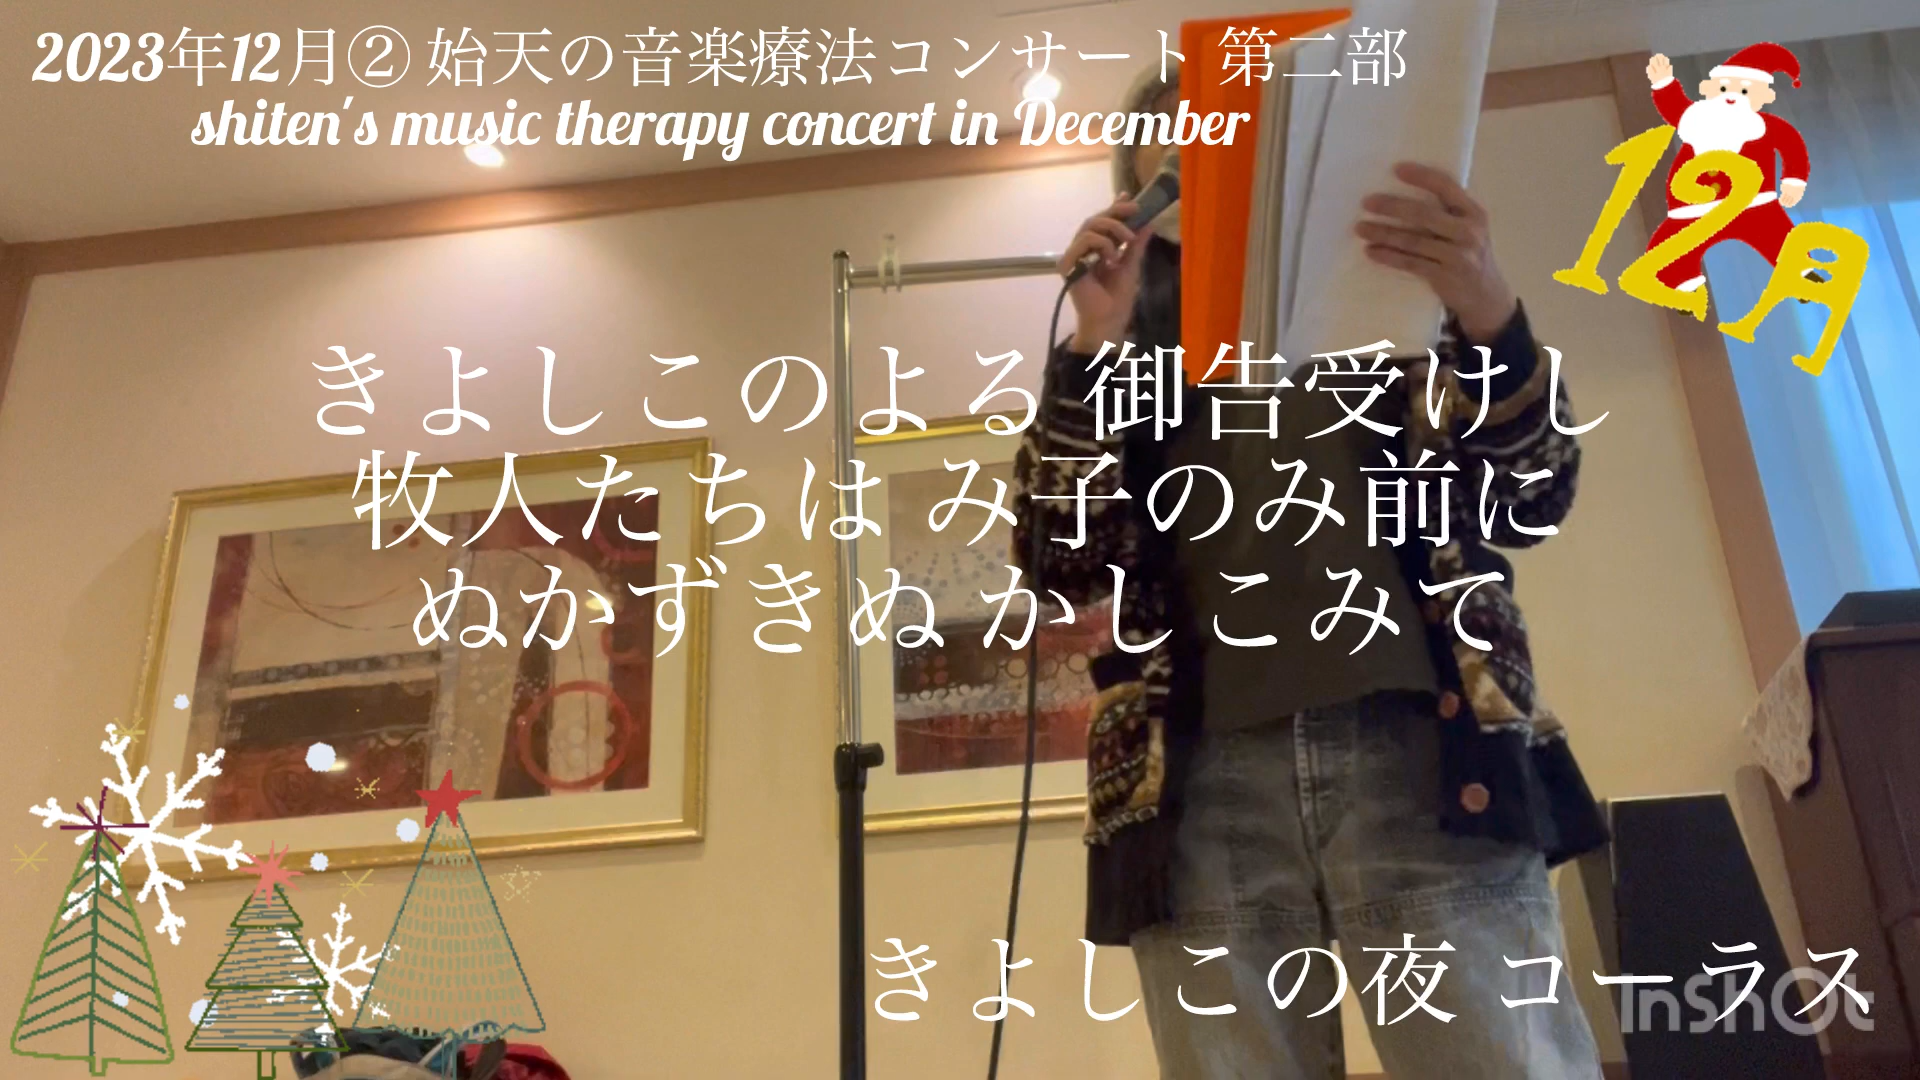 2023年12月② 始天の音楽療法コンサート 第二部
shiten's music therapy concert in December
12月
きよしこのよる 御告受けし
牧人たちは み子のみ前に
ぬかずきぬ かしこみて
きよしこの夜 コーラス
InShOt